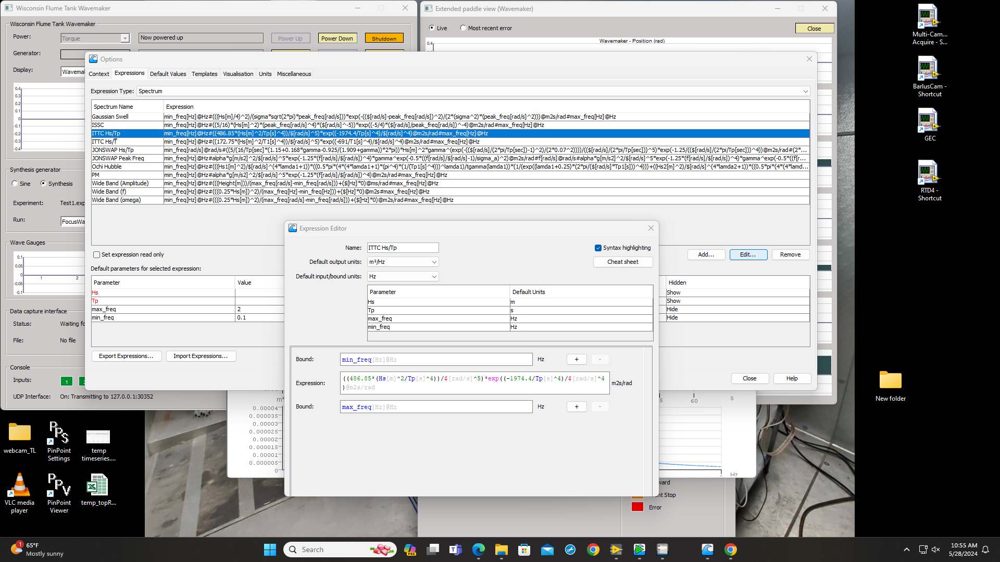 Wisconsin Flume Tank Wavemaker
Wisconsin Flume Tank Wavemaker
Power:
Torque
Now powered up
Power Up
Power Down
Shutdown
Generator:
Display:
Wavemak
0.4
0.3
0.2
0.1
0
-0.1
-0.2
-0.3
-0.4
Synthesis generator
Sine
Synthesis
Experiment:
Test1.exp
Run:
FocusWa
Wave Gauges
0.1
0.05
0
-0.05
-0.1
1
2
Data capture interface
Status:
Waiting fo
File:
No file
Console
Inputs:
1
2
UDP Interface:
On: Transmitting to 127.0.0.1:30352
Extended paddle view (Wavemaker)
Live
Most recent error
Close
Wavemaker - Position (rad)
0.4
Options
Context
Expressions
Default Values
Templates
Visualisation
Units
Miscellaneous
Expression Type:
Spectrum
Spectrum Name
Expression
Gaussian Swell
min_freq[Hz]@Hz#(((Hs[m]/4)^2)/(sigma*sqrt(2*pi)*peak_freq[rad/s]))*exp(-(($[rad/s]-peak_freq[rad/s])^2)/(2*(sigma^2)*(peak_freq[rad/s]^2)))@m2s/rad#max_freq[Hz]@Hz
ISSC
min_freq[Hz]@Hz#((5/16)*(Hs[m]^2)*(peak_freq[rad/s]^4)*($[rad/s]^-5))*exp((-5/4)*($[rad/s]/peak_freq[rad/s])^-4)@m2s/rad#max_freq[Hz]@Hz
ITTC Hs/Tp
min_freq[Hz]@Hz#((486.85*(Hs[m]^2/Tp[s]^4))/$[rad/s]^5)*exp((-1974.4/Tp[s]^4)/$[rad/s]^4)@m2s/rad#max_freq[Hz]@Hz
ITTC Hs/T̅
min_freq[Hz]@Hz#((172.75*(Hs[m]^2/T1[s]^4))/$[rad/s]^5)*exp((-691/T1[s]^4)/$[rad/s]^4)@m2s/rad#max_freq[Hz]@Hz
JONSWAP Hs/Tp
min_freq[rad/s]@rad/s#((5/(16/Tp[sec]*(1.15+0.168*gamma-0.925/(1.909+gamma))*2*pi))*Hs[m]^2*gamma^(exp(-((($[rad/s]/(2*pi/Tp[sec])-1)^2)/(2*0.07^2))))/(($[rad/s]/(2*pi/Tp[sec]))^5)*exp(-1.25/(($[rad/s]/(2*pi/Tp[sec]))^4))@m2s/rad#(2*...
JONSWAP Peak Freq
min_freq[Hz]@Hz#alpha*g[m/s2]^2/$[rad/s]^5*exp(-1.25*(f[rad/s]/$[rad/s])^4)*gamma^exp(-0.5*((f[rad/s]/$[rad/s]-1)/sigma_a)^2)@m2s/rad#f[rad/s]@rad/s#alpha*g[m/s2]^2/$[rad/s]^5*exp(-1.25*(f[rad/s]/$[rad/s])^4)*gamma^exp(-0.5*((f[r...
Ochi Hubble
min_freq[Hz]@Hz#(((Hs1[m]^2)/$[rad/s]^(4*lamda1+1))*((0.5*pi*(4*(4*lamda1+1)*(pi^4)*(1/(Tp1[s]^4)))^lamda1)/tgamma(lamda1))*(1/(exp((lamda1+0.25)*(2*pi/($[rad/s]*Tp1[s]))^4)))+((Hs2[m]^2)/$[rad/s]^(4*lamda2+1))*((0.5*pi*(4*(4*lamd...
PM
min_freq[Hz]@Hz#alpha*g[m/s2]^2/$[rad/s]^5*exp(-1.25*(f[rad/s]/$[rad/s])^4)@m2s/rad#max_freq[Hz]@Hz
Wide Band (Amplitude)
min_freq[Hz]@Hz#(((Height[m]))/(max_freq[rad/s]-min_freq[rad/s]))+($[Hz]*0)@ms/rad#max_freq[Hz]@Hz
Wide Band (f)
min_freq[Hz]@Hz#(((0.25*Hs[m])^2)/(max_freq[Hz]-min_freq[Hz]))+($[Hz]*0)@m2s#max_freq[Hz]@Hz
Wide Band (omega)
min_freq[Hz]@Hz#(((0.25*Hs[m])^2)/(max_freq[rad/s]-min_freq[rad/s]))+($[Hz]*0)@m2s/rad#max_freq[Hz]@Hz
Set expression read only
Add...
Edit...
Remove
Default parameters for selected expression:
Parameter
Value
Hidden
Hs
Show
Tp
Show
max_freq
2
Hide
min_freq
0.1
Hide
Export Expressions...
Import Expressions...
Close
Help
Expression Editor
Name:
ITTC Hs/Tp
Syntax highlighting
Default output units:
m²/Hz
Cheat sheet
Default input/bound units:
Hz
Parameter
Default Units
Hs
m
Tp
s
max_freq
Hz
min_freq
Hz
Bound:
min_freq[Hz]@Hz
Hz
+
-
Expression:
((486.85*(Hs[m]^2/Tp[s]^4))/$[rad/s]^5)*exp((-1974.4/Tp[s]^4)/$[rad/s]^4
)@m2s/rad
m2s/rad
Bound:
max_freq[Hz]@Hz
Hz
+
-
m²
0.00004
0.000035
0.00003
0.000025
0.00002
0.000015
0.00001
0.000005
0
5
60
s
Hz
ward
nt Stop
Error
Multi-Cam...
Acquire - S...
BarlusCam -
Shortcut
GEC
RTD4 -
Shortcut
New folder
webcam_TL
PPS
PinPoint
Settings
temp
timeseries....
VLC media
player
PPV
PinPoint
Viewer
temp_topR...
1
65°F
Mostly sunny
Search
PRE
10:55 AM
5/28/2024